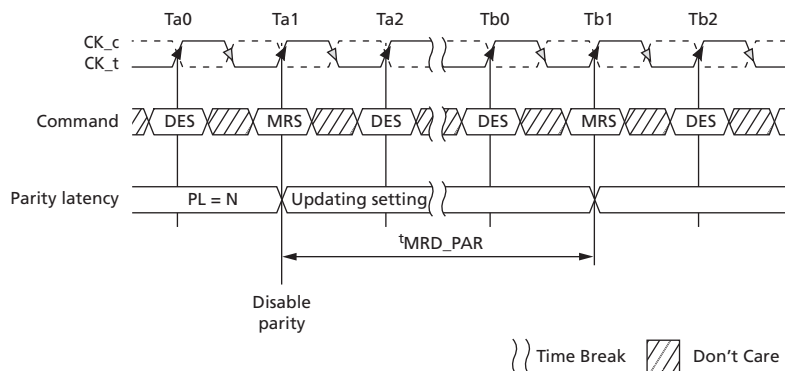 Ta0 Ta1 Ta2 Tb0 Tb1 Tb2
CK_c
CK_t
Command DES MRS DES DES MRS DES
Parity latency PL = N Updating setting
tMRD_PAR
Disable
parity
Time Break Don't Care